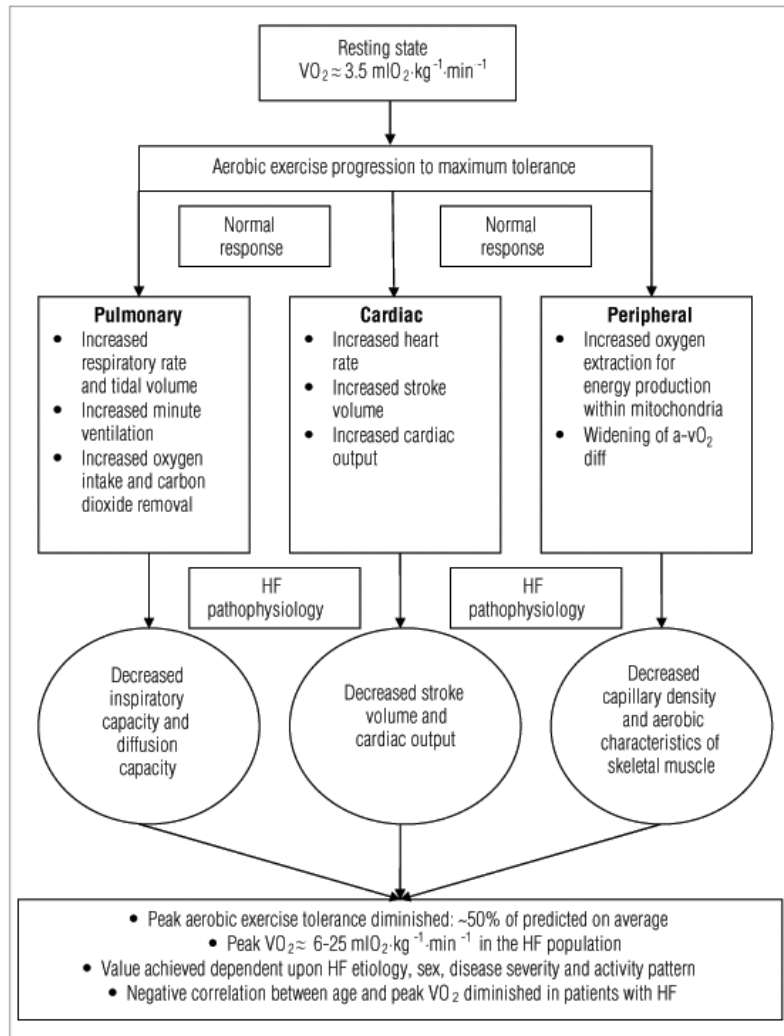 Resting state
VO₂ ≈ 3.5 mlO₂·kg⁻¹·min⁻¹
Aerobic exercise progression to maximum tolerance
Normal
response
Normal
response
Pulmonary
• Increased
respiratory rate
and tidal volume
• Increased minute
ventilation
• Increased oxygen
intake and carbon
dioxide removal
Cardiac
• Increased heart
rate
• Increased stroke
volume
• Increased cardiac
output
Peripheral
• Increased oxygen
extraction for
energy production
within mitochondria
• Widening of a-vO₂
diff
HF
pathophysiology
HF
pathophysiology
Decreased
inspiratory
capacity and
diffusion
capacity
Decreased stroke
volume and
cardiac output
Decreased
capillary density
and aerobic
characteristics of
skeletal muscle
• Peak aerobic exercise tolerance diminished: ~50% of predicted on average
• Peak VO₂≈ 6-25 mlO₂·kg⁻¹·min⁻¹ in the HF population
• Value achieved dependent upon HF etiology, sex, disease severity and activity pattern
• Negative correlation between age and peak VO₂ diminished in patients with HF